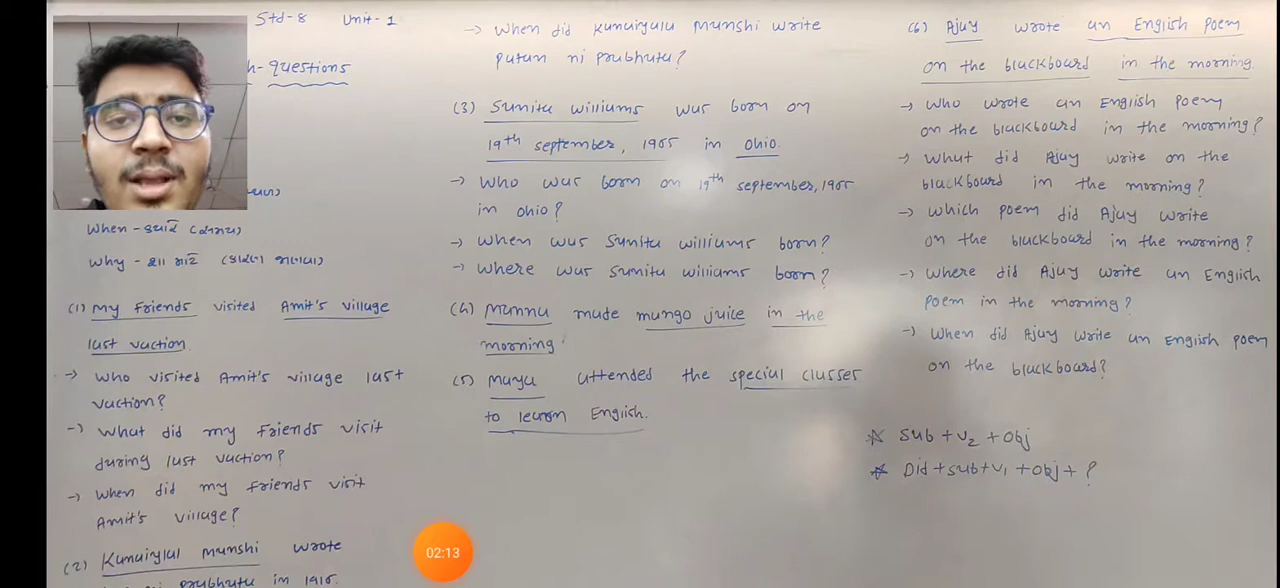 Std-8 Unit-1
h-questions
When - ક્યારે (સમય)
Why - શા માટે
(1) My Friends visited Amit's village
last vaction.
→ Who visited Amit's village last
vaction?
→ What did my friends visit
during last vaction?
→ When did my friends visit
Amit's village?
(2) Kanaiylal Munshi wrote
prabhuta in 1916.
→ When did Kanaiyalal Munshi write
patan ni prabhuta?
(3) Sunita williams was born on
19th september, 1965 in ohio.
→ Who was born on 19th september, 1965
in ohio?
→ When was Sunita williams born?
→ Where was Sunita williams born?
(4) Mannu made mango juice in the
morning.
(5) Maya attended the special classes
to learn English.
(6) Ajay wrote an English poem
on the blackboard in the morning.
→ Who wrote an English poem
on the blackboard in the morning?
→ What did Ajay write on the
blackboard in the morning?
→ Which poem did Ajay write
on the blackboard in the morning?
→ Where did Ajay write an English
poem in the morning?
→ When did Ajay write an English poem
on the blackboard?
* Sub + V2 + Obj
* Did + sub + V1 + Obj + ?
02:13